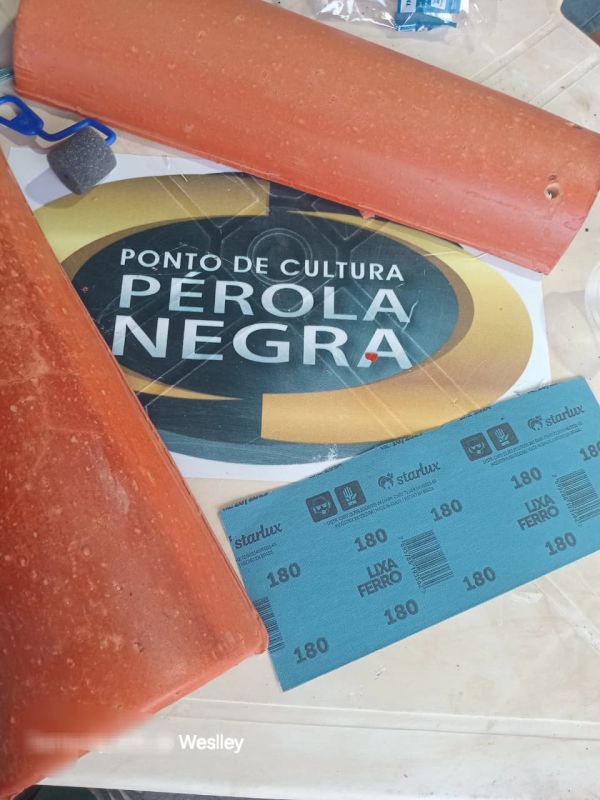 PONTO DE CULTURA
PÉROLA
NEGRA
starlux
starlux
starlux
180
180
180
180
180
180
180
180
LIXA
FERRO
LIXA
FERRO
Weslley